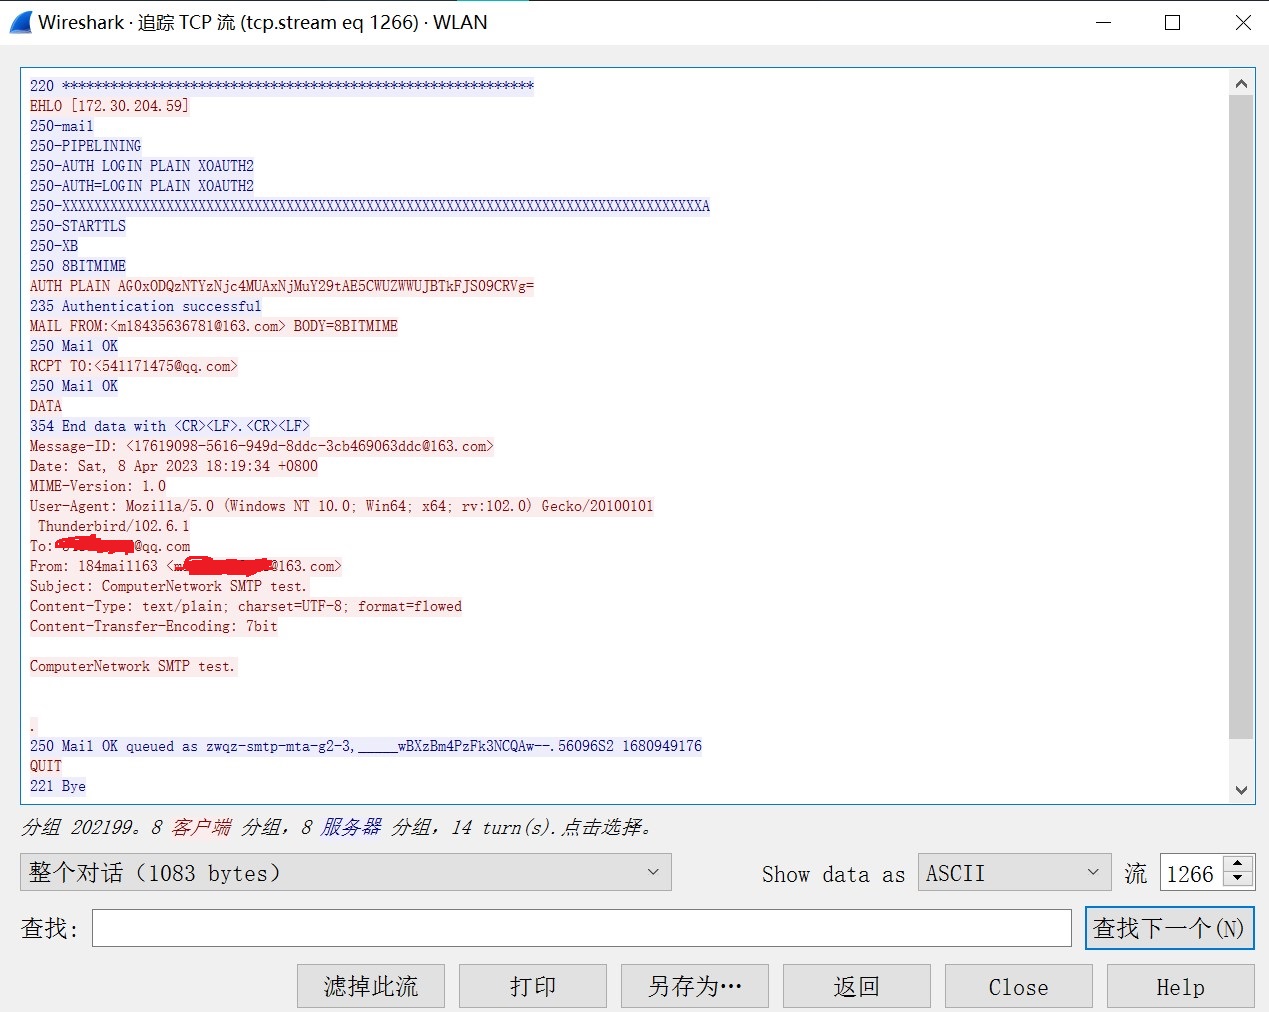 Wireshark · 追踪 TCP 流 (tcp.stream eq 1266) · WLAN
220 ***********************************************************
EHLO [172.30.204.59]
250-mail
250-PIPELINING
250-AUTH LOGIN PLAIN XOAUTH2
250-AUTH=LOGIN PLAIN XOAUTH2
250-XXXXXXXXXXXXXXXXXXXXXXXXXXXXXXXXXXXXXXXXXXXXXXXXXXXXXXXXXXXXXXXXXXXXXXXXXXXXXXXXA
250-STARTTLS
250-XB
250 8BITMIME
AUTH PLAIN AG0xODQzNTYzNjc4MUAxNjMuY29tAE5CWUZWWUJBTkFJS09CRVg=
235 Authentication successful
MAIL FROM:<m18435636781@163.com> BODY=8BITMIME
250 Mail OK
RCPT TO:<541171475@qq.com>
250 Mail OK
DATA
354 End data with <CR><LF>.<CR><LF>
Message-ID: <17619098-5616-949d-8ddc-3cb469063ddc@163.com>
Date: Sat, 8 Apr 2023 18:19:34 +0800
MIME-Version: 1.0
User-Agent: Mozilla/5.0 (Windows NT 10.0; Win64; x64; rv:102.0) Gecko/20100101
Thunderbird/102.6.1
To: @qq.com
From: 184mail163 <m@163.com>
Subject: ComputerNetwork SMTP test.
Content-Type: text/plain; charset=UTF-8; format=flowed
Content-Transfer-Encoding: 7bit
ComputerNetwork SMTP test.
.
250 Mail OK queued as zwqz-smtp-mta-g2-3,_____wBXzBm4PzFk3NCQAw--.56096S2 1680949176
QUIT
221 Bye
分组 202199。8 客户端 分组，8 服务器 分组，14 turn(s).点击选择。
整个对话（1083 bytes） Show data as ASCII 流 1266
查找: 查找下一个(N)
滤掉此流 打印 另存为… 返回 Close Help